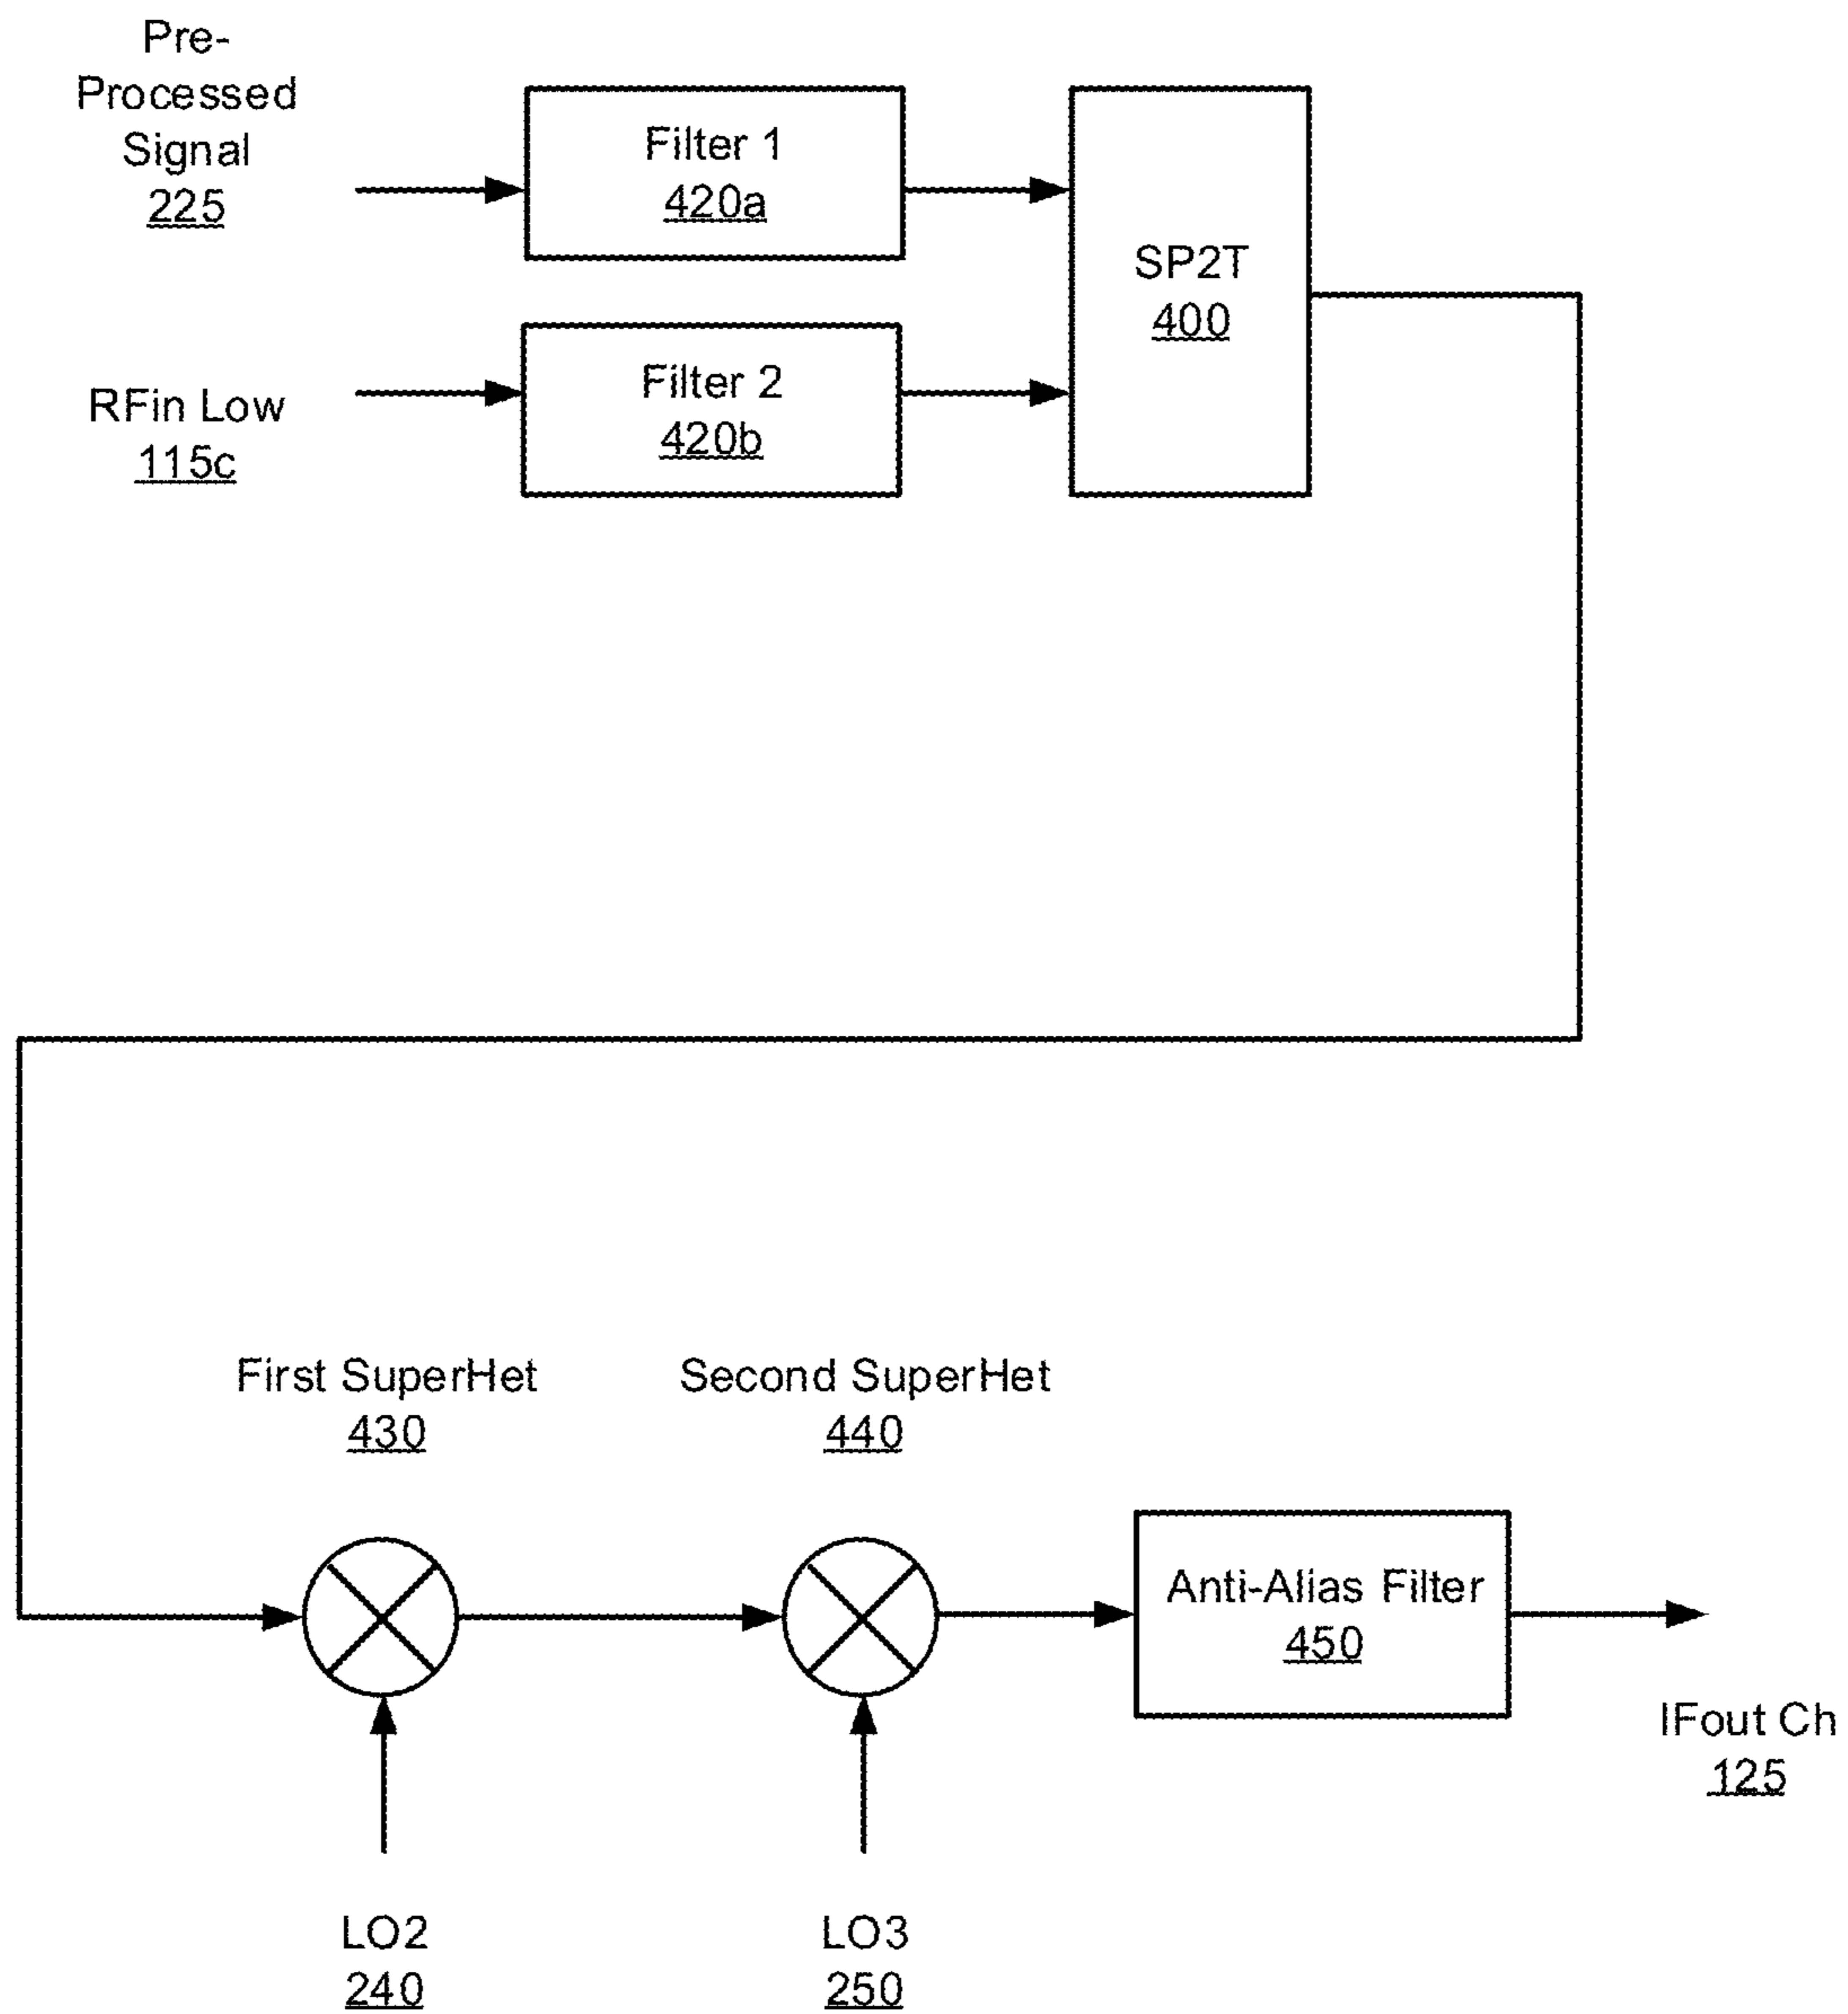 Pre-
Processed
Signal
225
Filter 1
420a
SP2T
400
RFin Low
115c
Filter 2
420b
First SuperHet
430
Second SuperHet
440
Anti-Alias Filter
450
IFout Ch
125
LO2
240
LO3
250